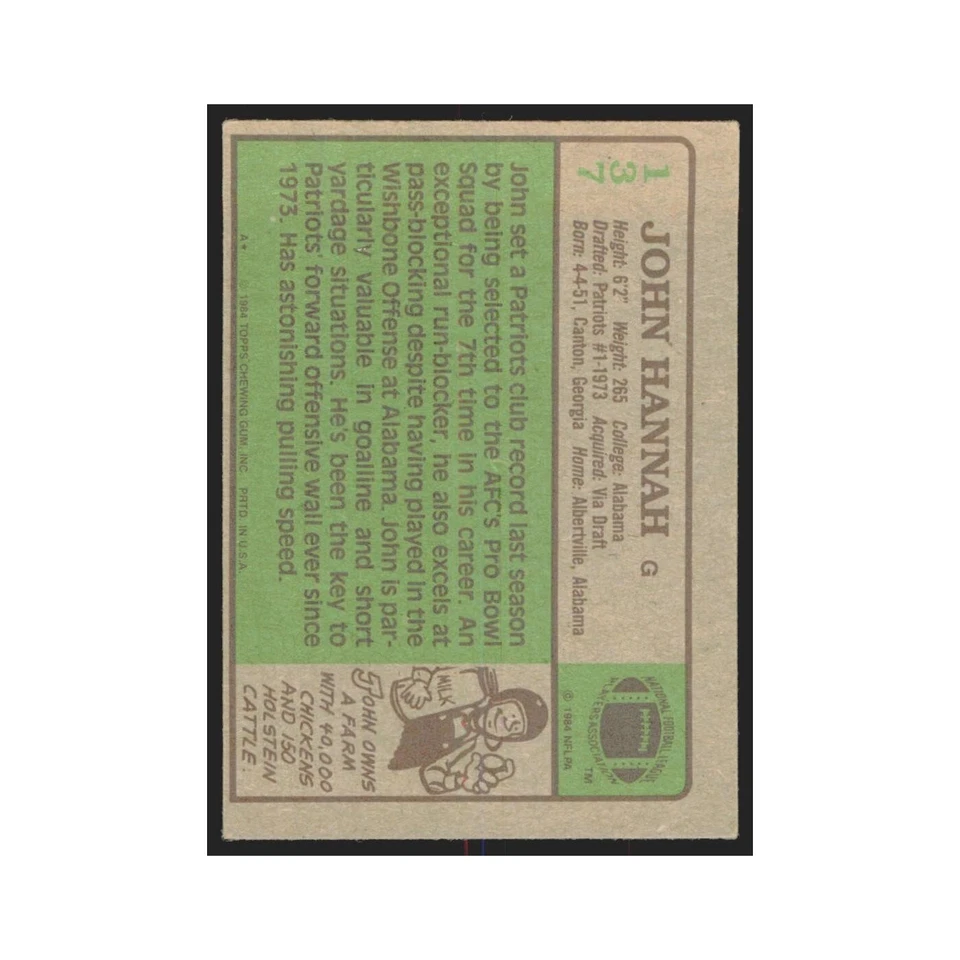 137
JOHN HANNAH G
Height: 6'2" Weight: 265 College: Alabama
Drafted: Patriots #1-1973 Acquired: Via Draft
Born: 4-4-51, Canton, Georgia Home: Albertville, Alabama
NATIONAL FOOTBALL LEAGUE
PLAYERS ASSOCIATION
TM
© 1984 NFLPA
John set a Patriots club record last season
by being selected to the AFC's Pro Bowl
Squad for the 7th time in his career. An
exceptional run-blocker, he also excels at
pass-blocking despite having played in the
Wishbone Offense at Alabama. John is par-
ticularly valuable in goalline and short
yardage situations. He's been the key to
Patriots' forward offensive wall ever since
1973. Has astonishing pulling speed.
MILK
JOHN OWNS
A FARM
WITH 40,000
CHICKENS
AND 150
HOLSTEIN
CATTLE.
A* © 1984 TOPPS CHEWING GUM, INC. PRTD. IN U.S.A.